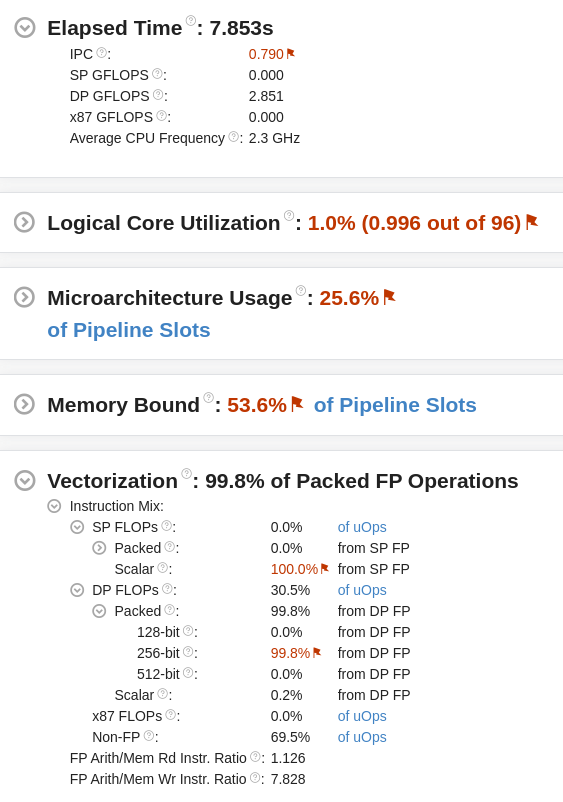 Elapsed Time: 7.853s
IPC: 0.790
SP GFLOPS: 0.000
DP GFLOPS: 2.851
x87 GFLOPS: 0.000
Average CPU Frequency: 2.3 GHz
Logical Core Utilization: 1.0% (0.996 out of 96)
Microarchitecture Usage: 25.6%
of Pipeline Slots
Memory Bound: 53.6% of Pipeline Slots
Vectorization: 99.8% of Packed FP Operations
Instruction Mix:
SP FLOPs: 0.0% of uOps
Packed: 0.0% from SP FP
Scalar: 100.0% from SP FP
DP FLOPs: 30.5% of uOps
Packed: 99.8% from DP FP
128-bit: 0.0% from DP FP
256-bit: 99.8% from DP FP
512-bit: 0.0% from DP FP
Scalar: 0.2% from DP FP
x87 FLOPs: 0.0% of uOps
Non-FP: 69.5% of uOps
FP Arith/Mem Rd Instr. Ratio: 1.126
FP Arith/Mem Wr Instr. Ratio: 7.828